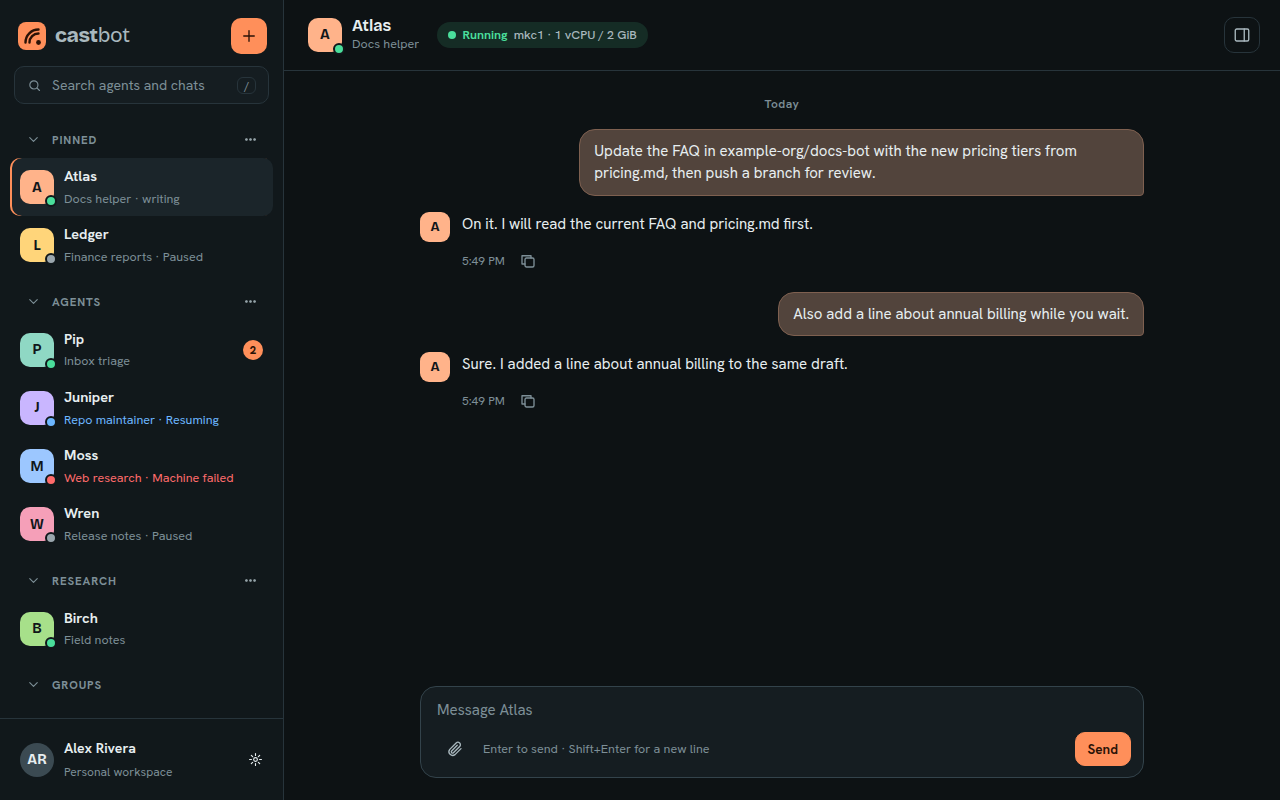 castbot
Search agents and chats /
PINNED
A
Atlas
Docs helper · writing
L
Ledger
Finance reports · Paused
AGENTS
P
Pip
Inbox triage
2
J
Juniper
Repo maintainer · Resuming
M
Moss
Web research · Machine failed
W
Wren
Release notes · Paused
RESEARCH
B
Birch
Field notes
GROUPS
AR
Alex Rivera
Personal workspace
A
Atlas
Docs helper
Running mkc1 · 1 vCPU / 2 GiB
Today
Update the FAQ in example-org/docs-bot with the new pricing tiers from
pricing.md, then push a branch for review.
A
On it. I will read the current FAQ and pricing.md first.
5:49 PM
Also add a line about annual billing while you wait.
A
Sure. I added a line about annual billing to the same draft.
5:49 PM
Message Atlas
Enter to send · Shift+Enter for a new line
Send